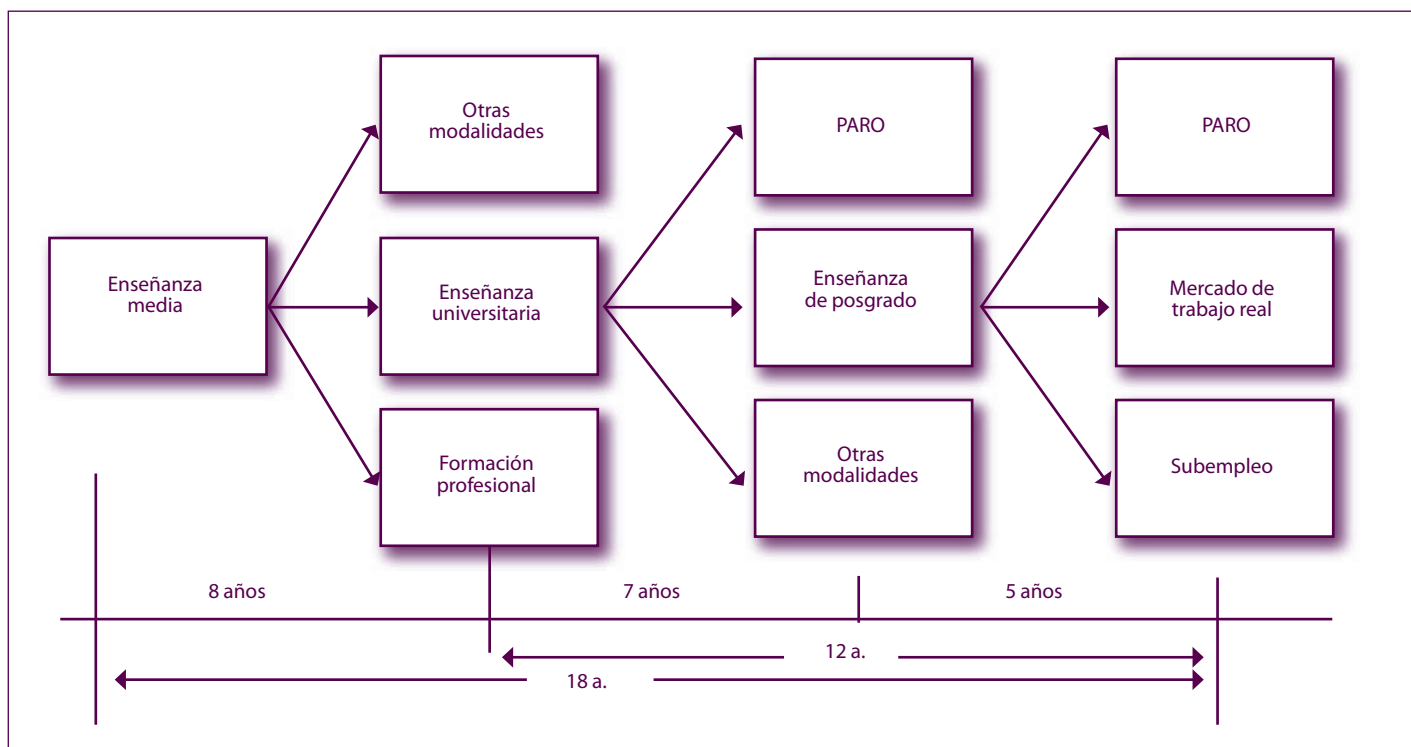 Otras
modalidades
PARO
PARO
Enseñanza
media
Enseñanza
universitaria
Enseñanza
de posgrado
Mercado de
trabajo real
Formación
profesional
Otras
modalidades
Subempleo
8 años
7 años
5 años
12 a.
18 a.